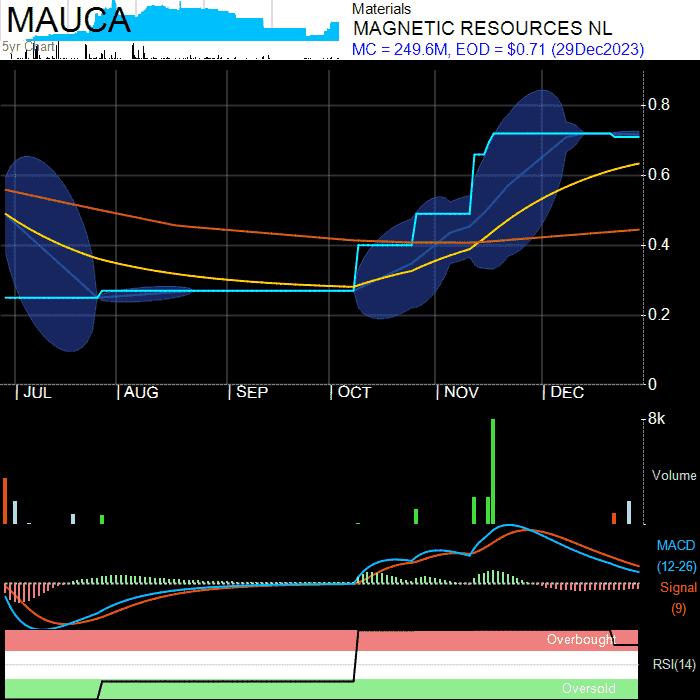 MAUCA
5yr Chart
Materials
MAGNETIC RESOURCES NL
MC = 249.6M, EOD = $0.71 (29Dec2023)
0.8
0.6
0.4
0.2
0
JUL AUG SEP OCT NOV DEC
8k
Volume
MACD
(12-26)
Signal
(9)
Overbought
RSI(14)
Oversold